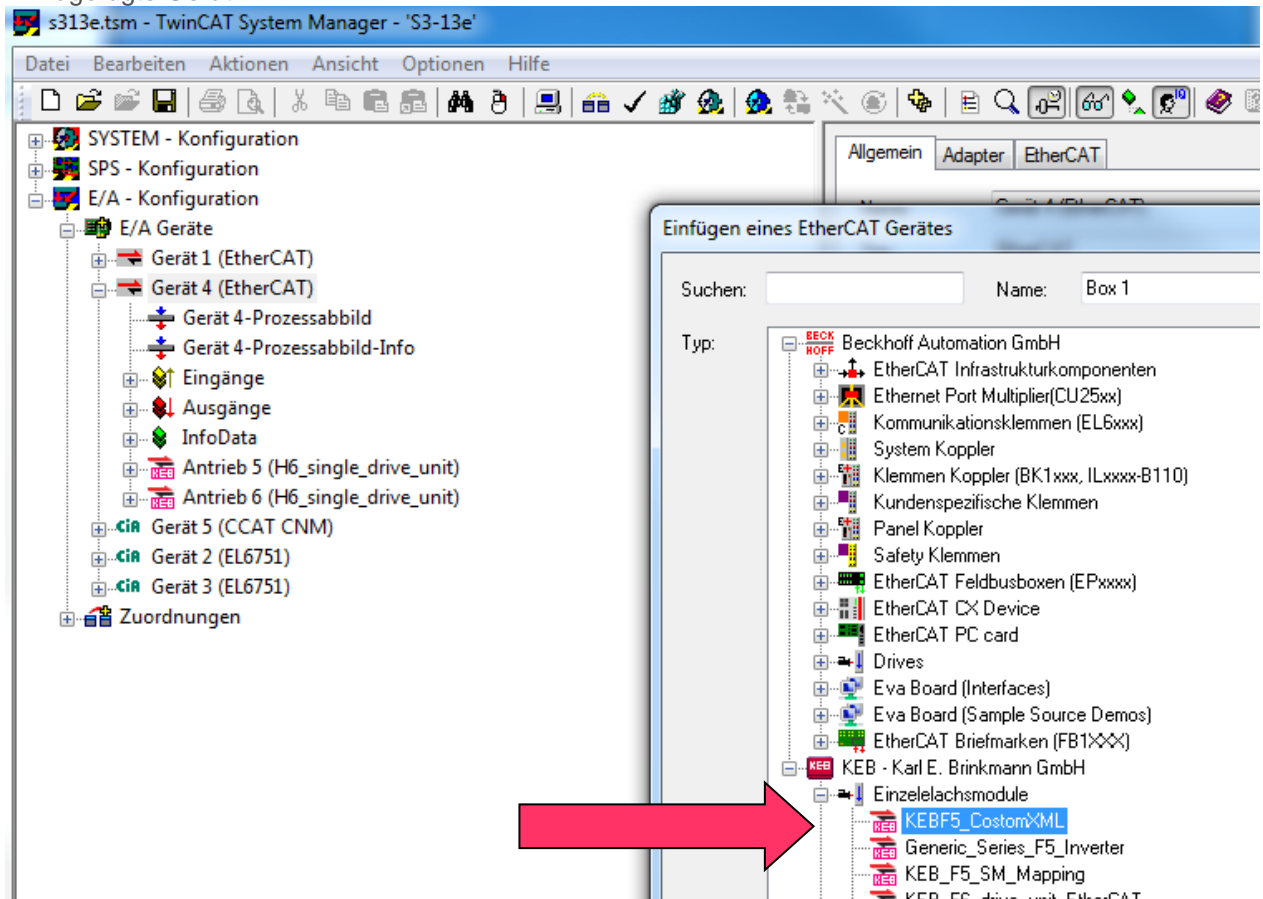 s313e.tsm - TwinCAT System Manager - 'S3-13e'
Datei Bearbeiten Aktionen Ansicht Optionen Hilfe
SYSTEM - Konfiguration
SPS - Konfiguration
E/A - Konfiguration
E/A Geräte
Gerät 1 (EtherCAT)
Gerät 4 (EtherCAT)
Gerät 4-Prozessabbild
Gerät 4-Prozessabbild-Info
Eingänge
Ausgänge
InfoData
Antrieb 5 (H6_single_drive_unit)
Antrieb 6 (H6_single_drive_unit)
Gerät 5 (CCAT CNM)
Gerät 2 (EL6751)
Gerät 3 (EL6751)
Zuordnungen
Allgemein Adapter EtherCAT
Einfügen eines EtherCAT Gerätes
Suchen: Name: Box 1
Typ:
BECKHOFF Beckhoff Automation GmbH
EtherCAT Infrastrukturkomponenten
Ethernet Port Multiplier(CU25xx)
Kommunikationsklemmen (EL6xxx)
System Koppler
Klemmen Koppler (BK1xxx, ILxxxx-B110)
Kundenspezifische Klemmen
Panel Koppler
Safety Klemmen
EtherCAT Feldbusboxen (EPxxxx)
EtherCAT CX Device
EtherCAT PC card
Drives
Eva Board (Interfaces)
Eva Board (Sample Source Demos)
EtherCAT Briefmarken (FB1XXX)
KEB KEB - Karl E. Brinkmann GmbH
Einzelelachsmodule
KEBF5_CostomXML
Generic_Series_F5_Inverter
KEB_F5_SM_Mapping